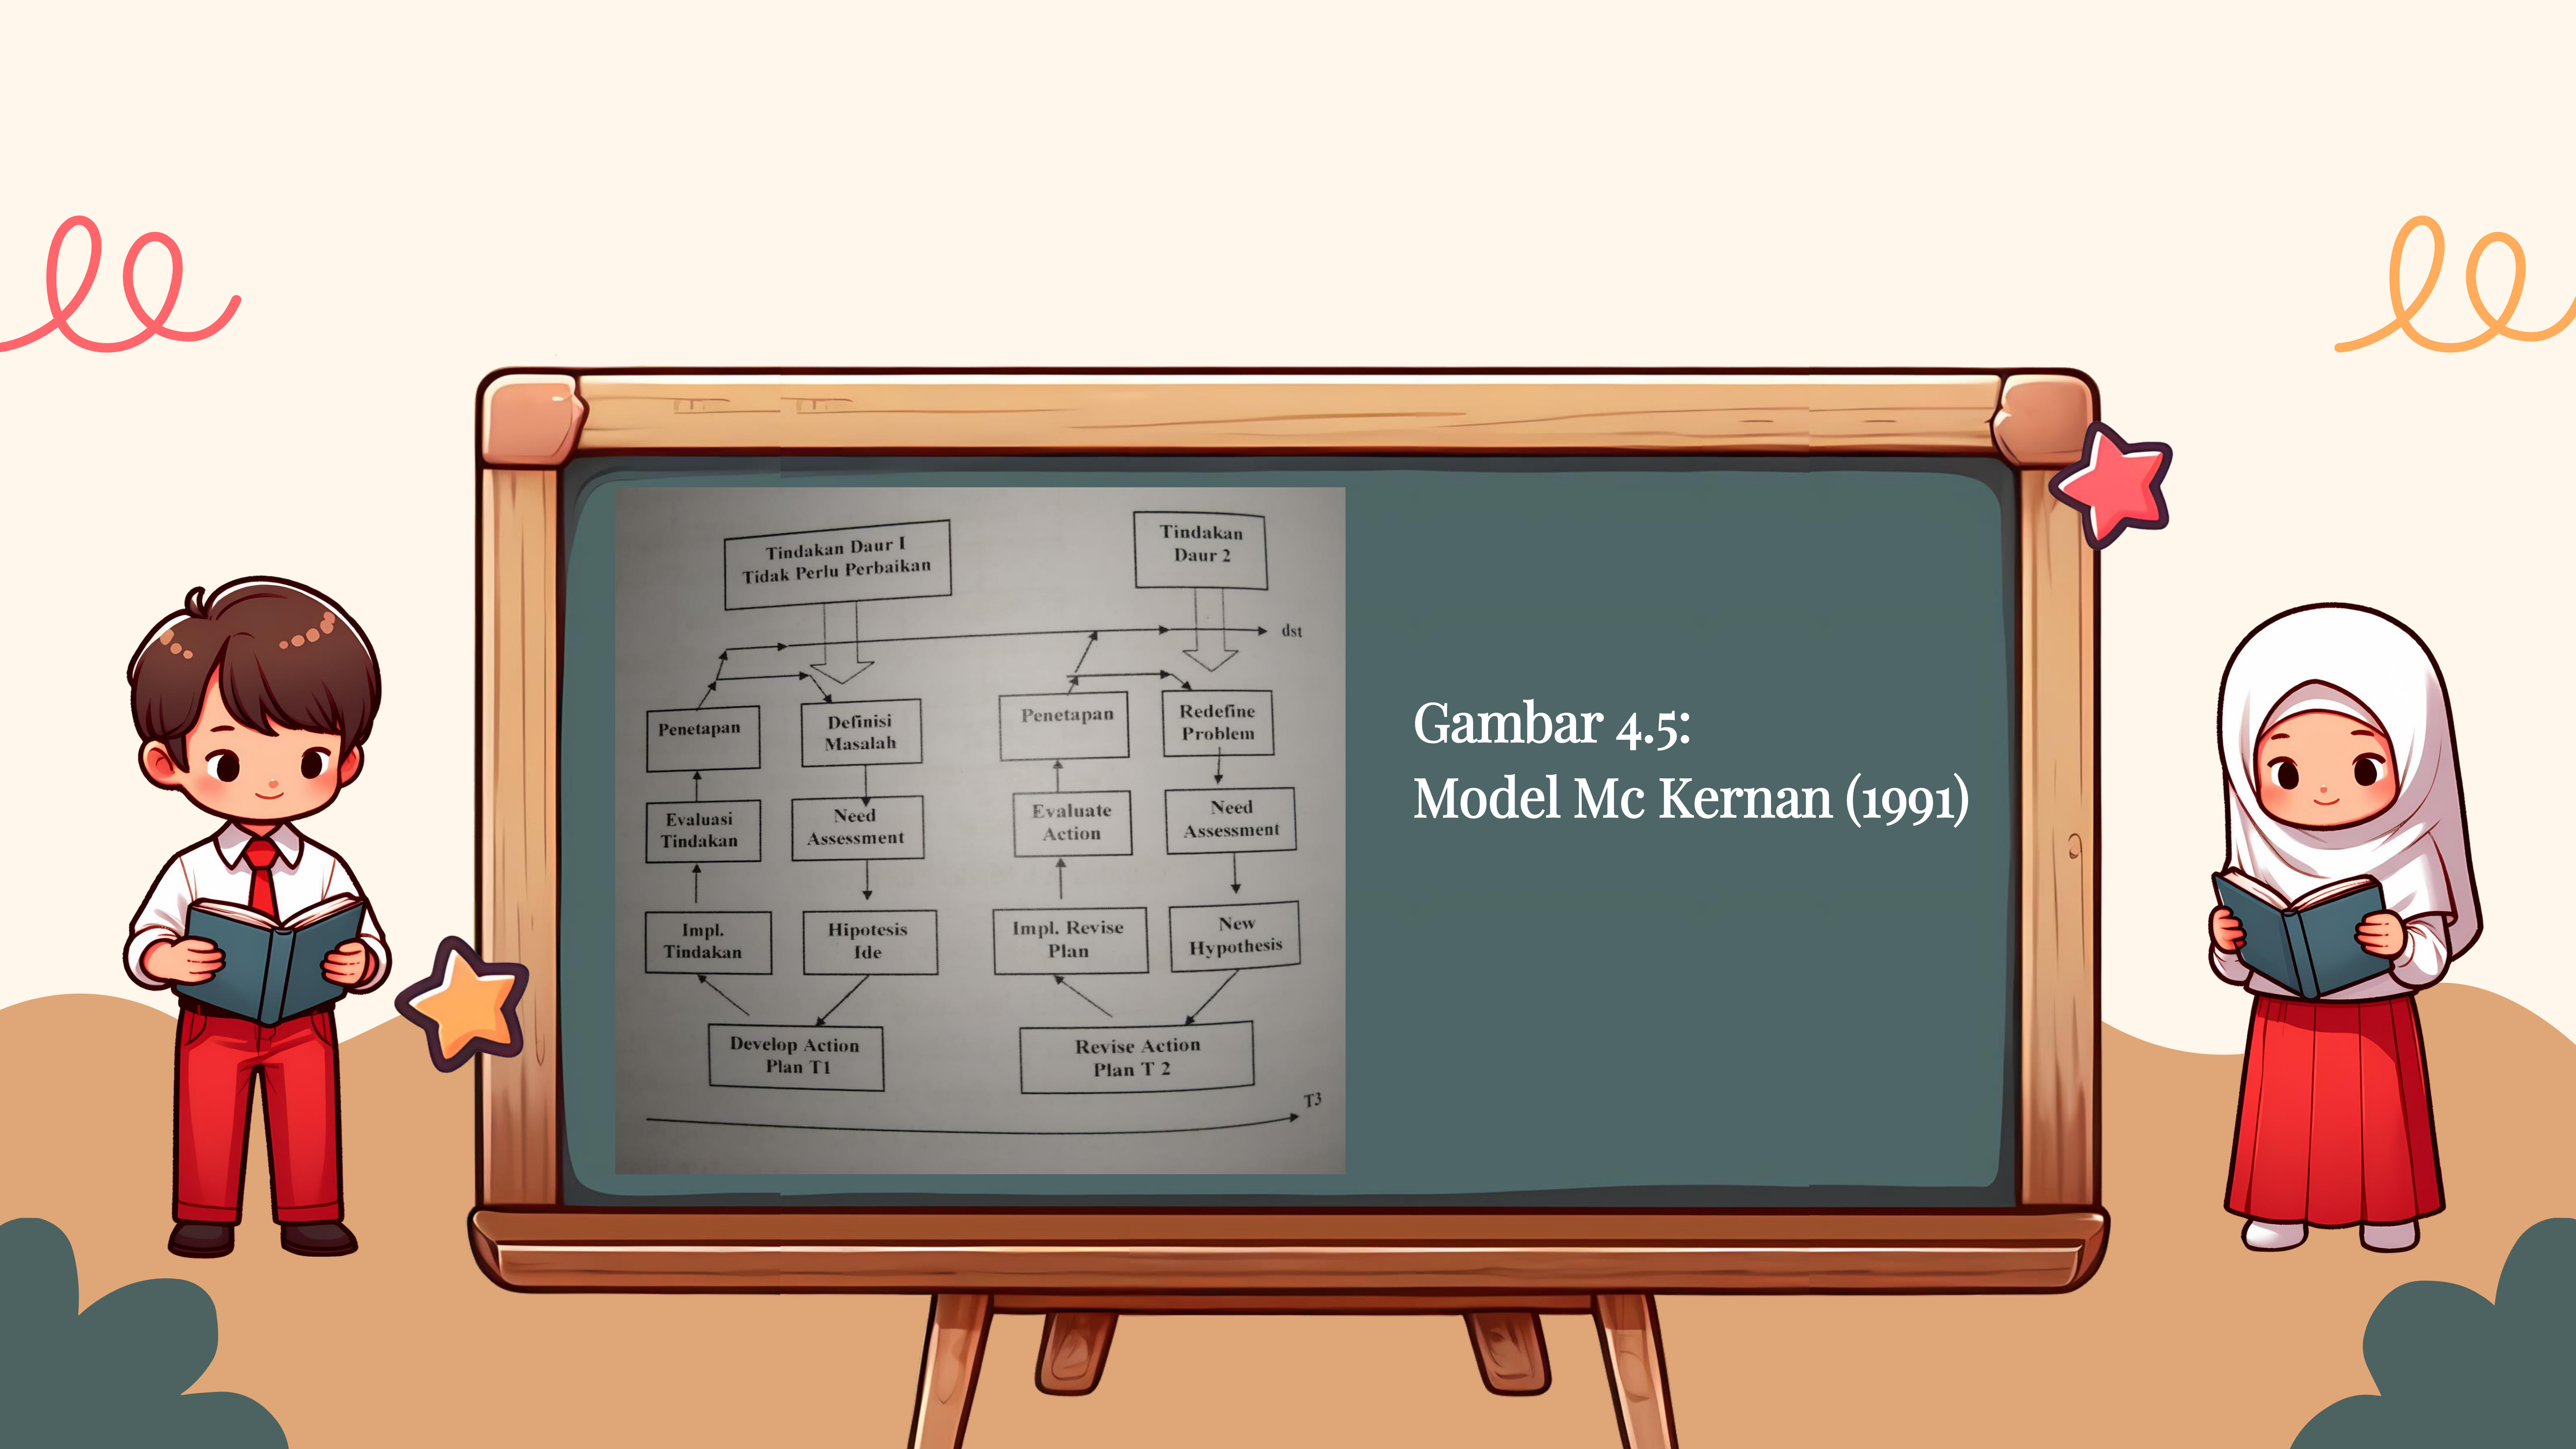 Tindakan Daur I
Tidak Perlu Perbaikan
Tindakan
Daur 2
dst
Penetapan
Definisi
Masalah
Penetapan
Redefine
Problem
Evaluasi
Tindakan
Need
Assessment
Evaluate
Action
Need
Assessment
Impl.
Tindakan
Hipotesis
Ide
Impl. Revise
Plan
New
Hypothesis
Develop Action
Plan T1
Revise Action
Plan T 2
T3
Gambar 4.5:
Model Mc Kernan (1991)